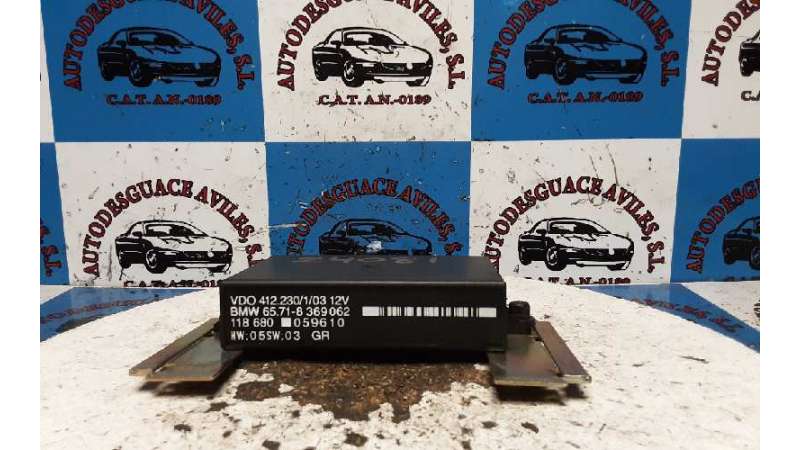 AUTODESGUACE AVILES, S.L.
C.A.T. A.N.-0189
AUTODESGUACE AVILES, S.L.
C.A.T. A.N.-0189
AUTODESGUACE AVILES, S.L.
C.A.T. A.N.-0189
AUTODESGUACE AVILES, S.L.
AUTODESGUACE AVILES, S.L.
AUTODESGUACE AVILES, S.L.
VDO 412.230/1/03 12V
BMW 65.71-8 369 062
118 680 059610
HW:05SW.03 GR